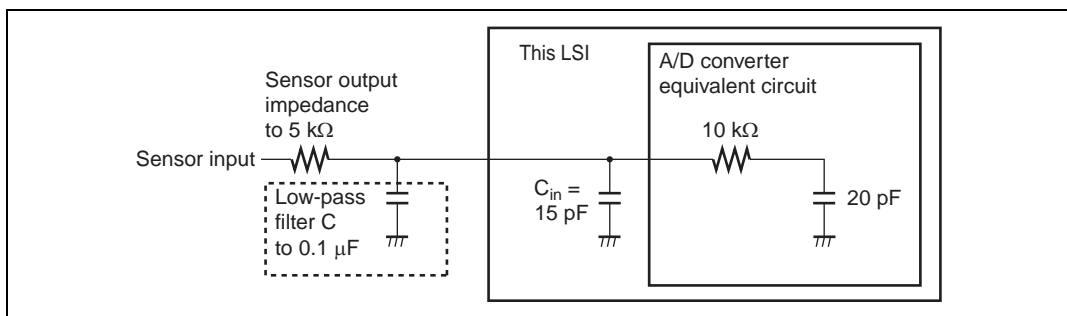 This LSI
A/D converter
equivalent circuit
Sensor output
impedance
to 5 kΩ
10 kΩ
Sensor input
Low-pass
filter C
to 0.1 μF
Cin =
15 pF
20 pF